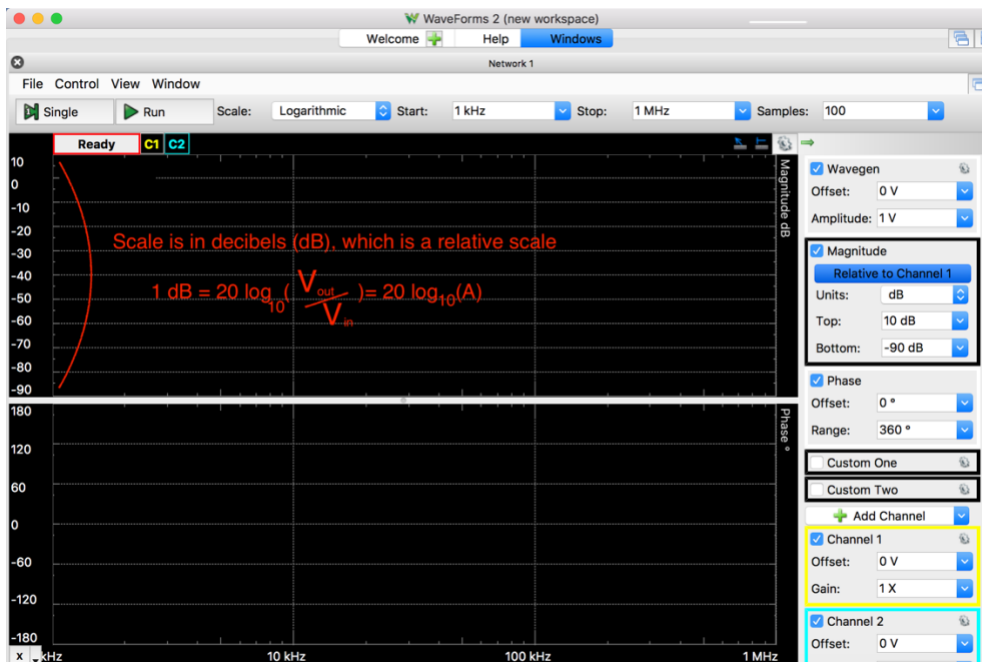 WaveForms 2 (new workspace)
Welcome Help Windows
Network 1
File Control View Window
Single Run Scale: Logarithmic Start: 1 kHz Stop: 1 MHz Samples: 100
Ready C1 C2
10
0
-10
-20
-30
-40
-50
-60
-70
-80
-90
Magnitude dB
Scale is in decibels (dB), which is a relative scale
1 dB = 20 log10( Vout/Vin )= 20 log10(A)
180
120
60
0
-60
-120
-180
Phase °
x kHz 10 kHz 100 kHz 1 MHz
Wavegen
Offset: 0 V
Amplitude: 1 V
Magnitude
Relative to Channel 1
Units: dB
Top: 10 dB
Bottom: -90 dB
Phase
Offset: 0 °
Range: 360 °
Custom One
Custom Two
Add Channel
Channel 1
Offset: 0 V
Gain: 1 X
Channel 2
Offset: 0 V